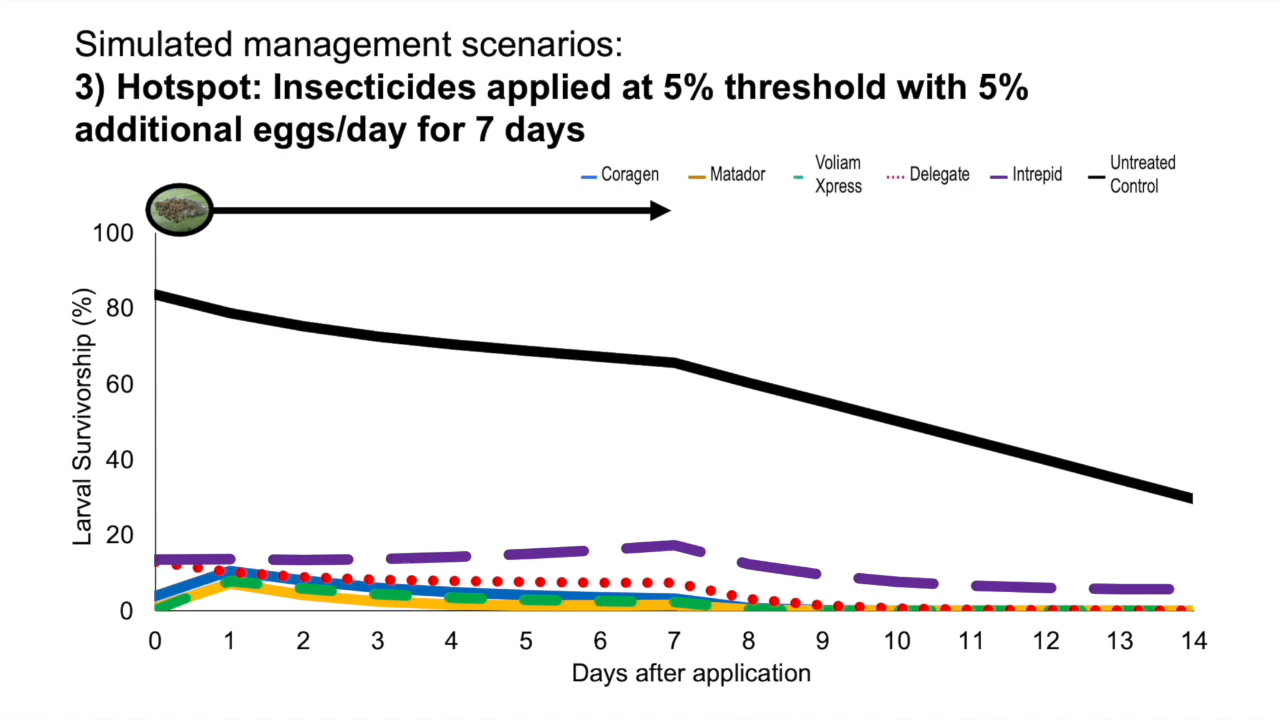 Simulated management scenarios:
3) Hotspot: Insecticides applied at 5% threshold with 5%
additional eggs/day for 7 days
Coragen
Matador
Voliam
Xpress
Delegate
Intrepid
Untreated
Control
Larval Survivorship (%)
100
80
60
40
20
0
0 1 2 3 4 5 6 7 8 9 10 11 12 13 14
Days after application